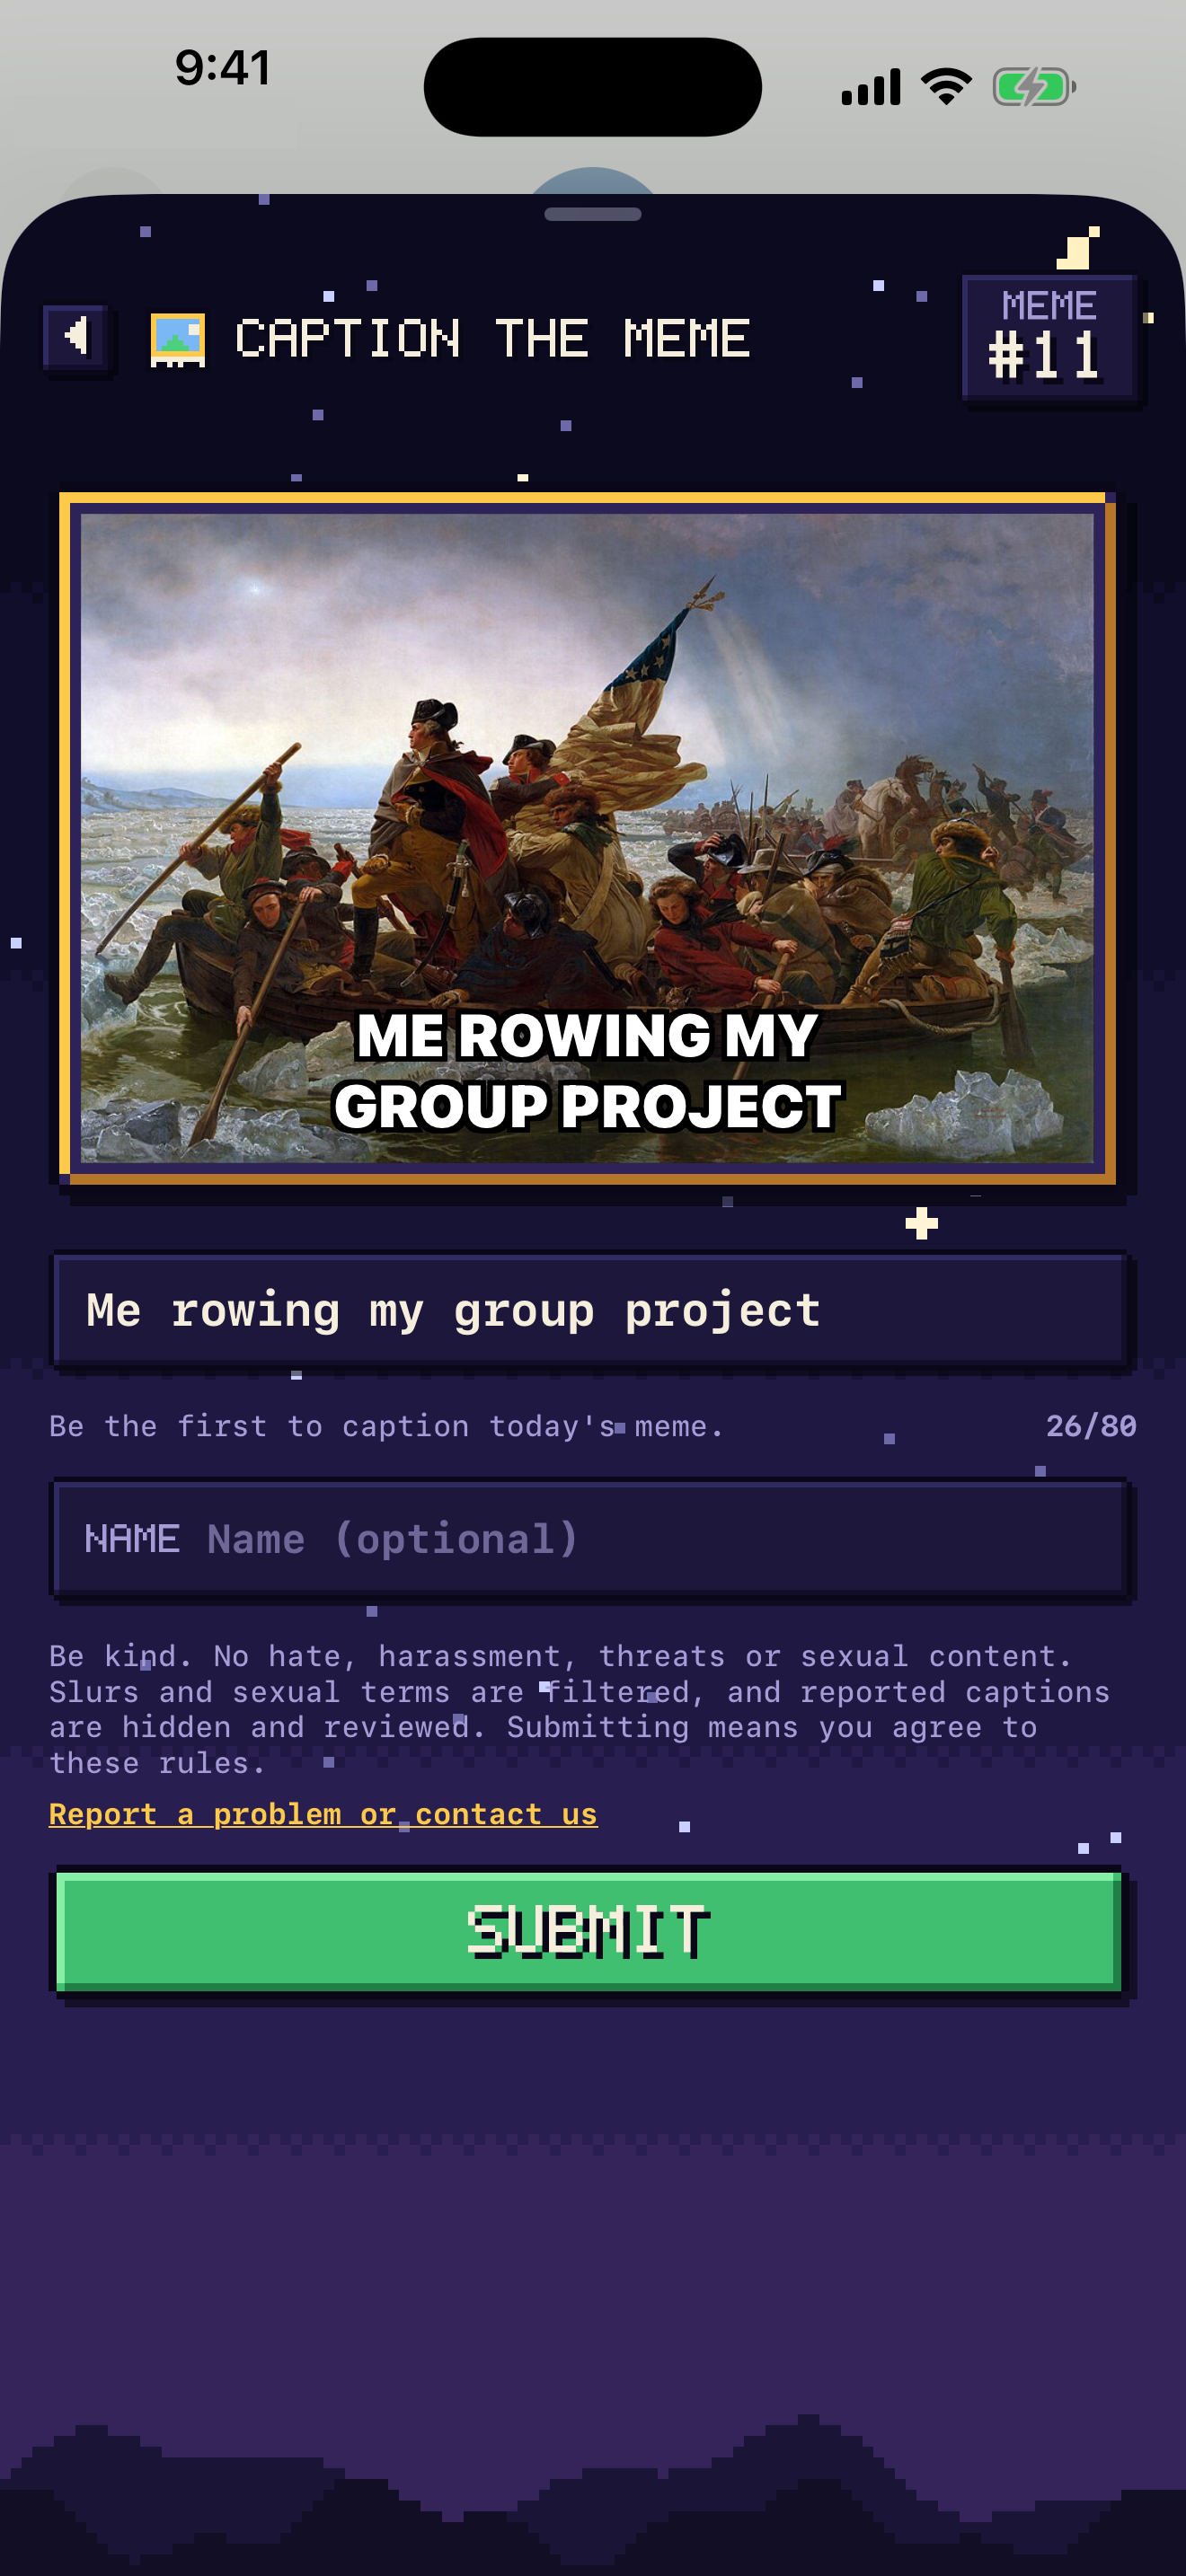 9:41
CAPTION THE MEME
MEME
#11
ME ROWING MY
GROUP PROJECT
Me rowing my group project
Be the first to caption today's meme.
26/80
NAME Name (optional)
Be kind. No hate, harassment, threats or sexual content.
Slurs and sexual terms are filtered, and reported captions
are hidden and reviewed. Submitting means you agree to
these rules.
Report a problem or contact us
SUBMIT